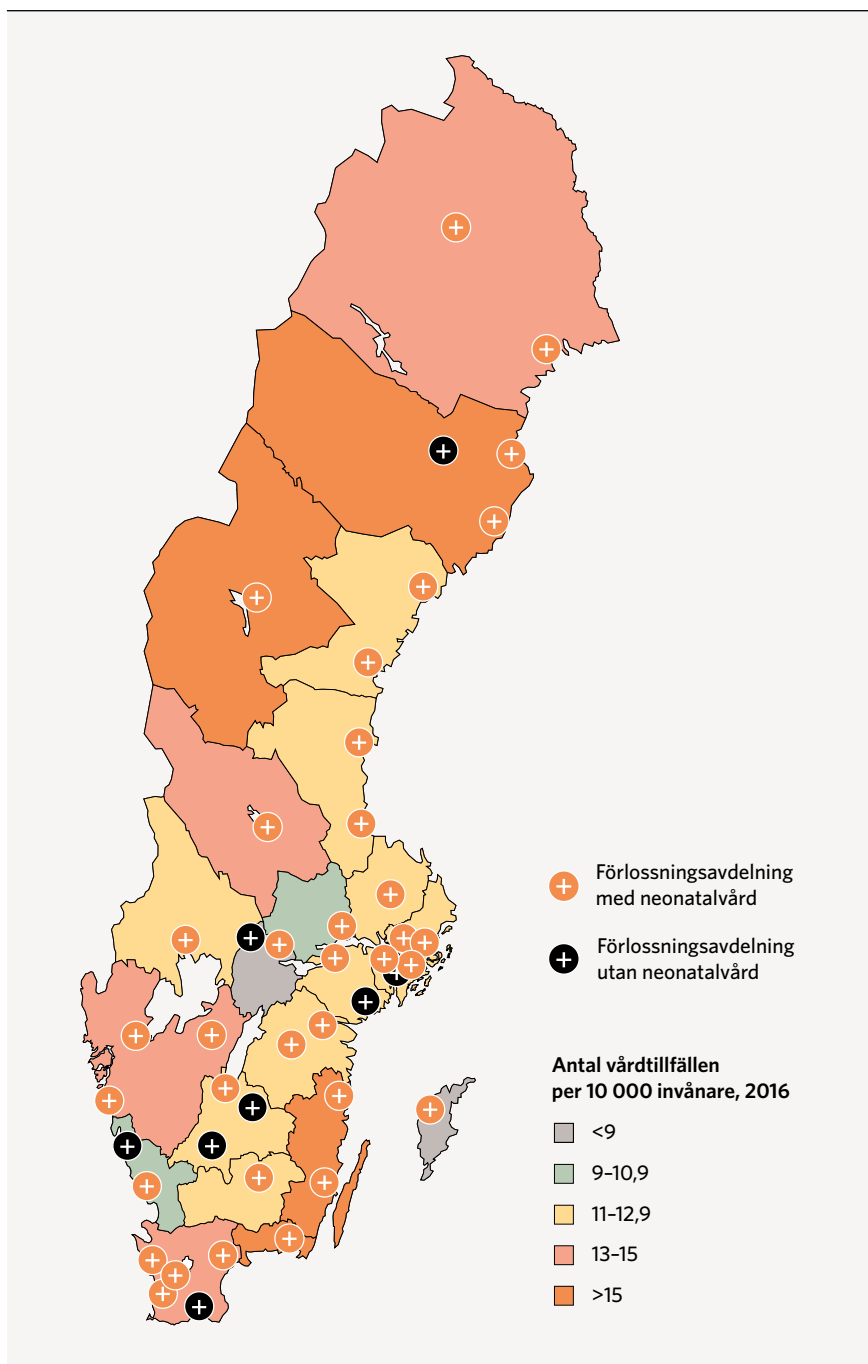 Förlossningsavdelning
med neonatalvård
Förlossningsavdelning
utan neonatalvård
Antal vårdtillfällen
per 10 000 invånare, 2016
<9
9–10,9
11–12,9
13–15
>15